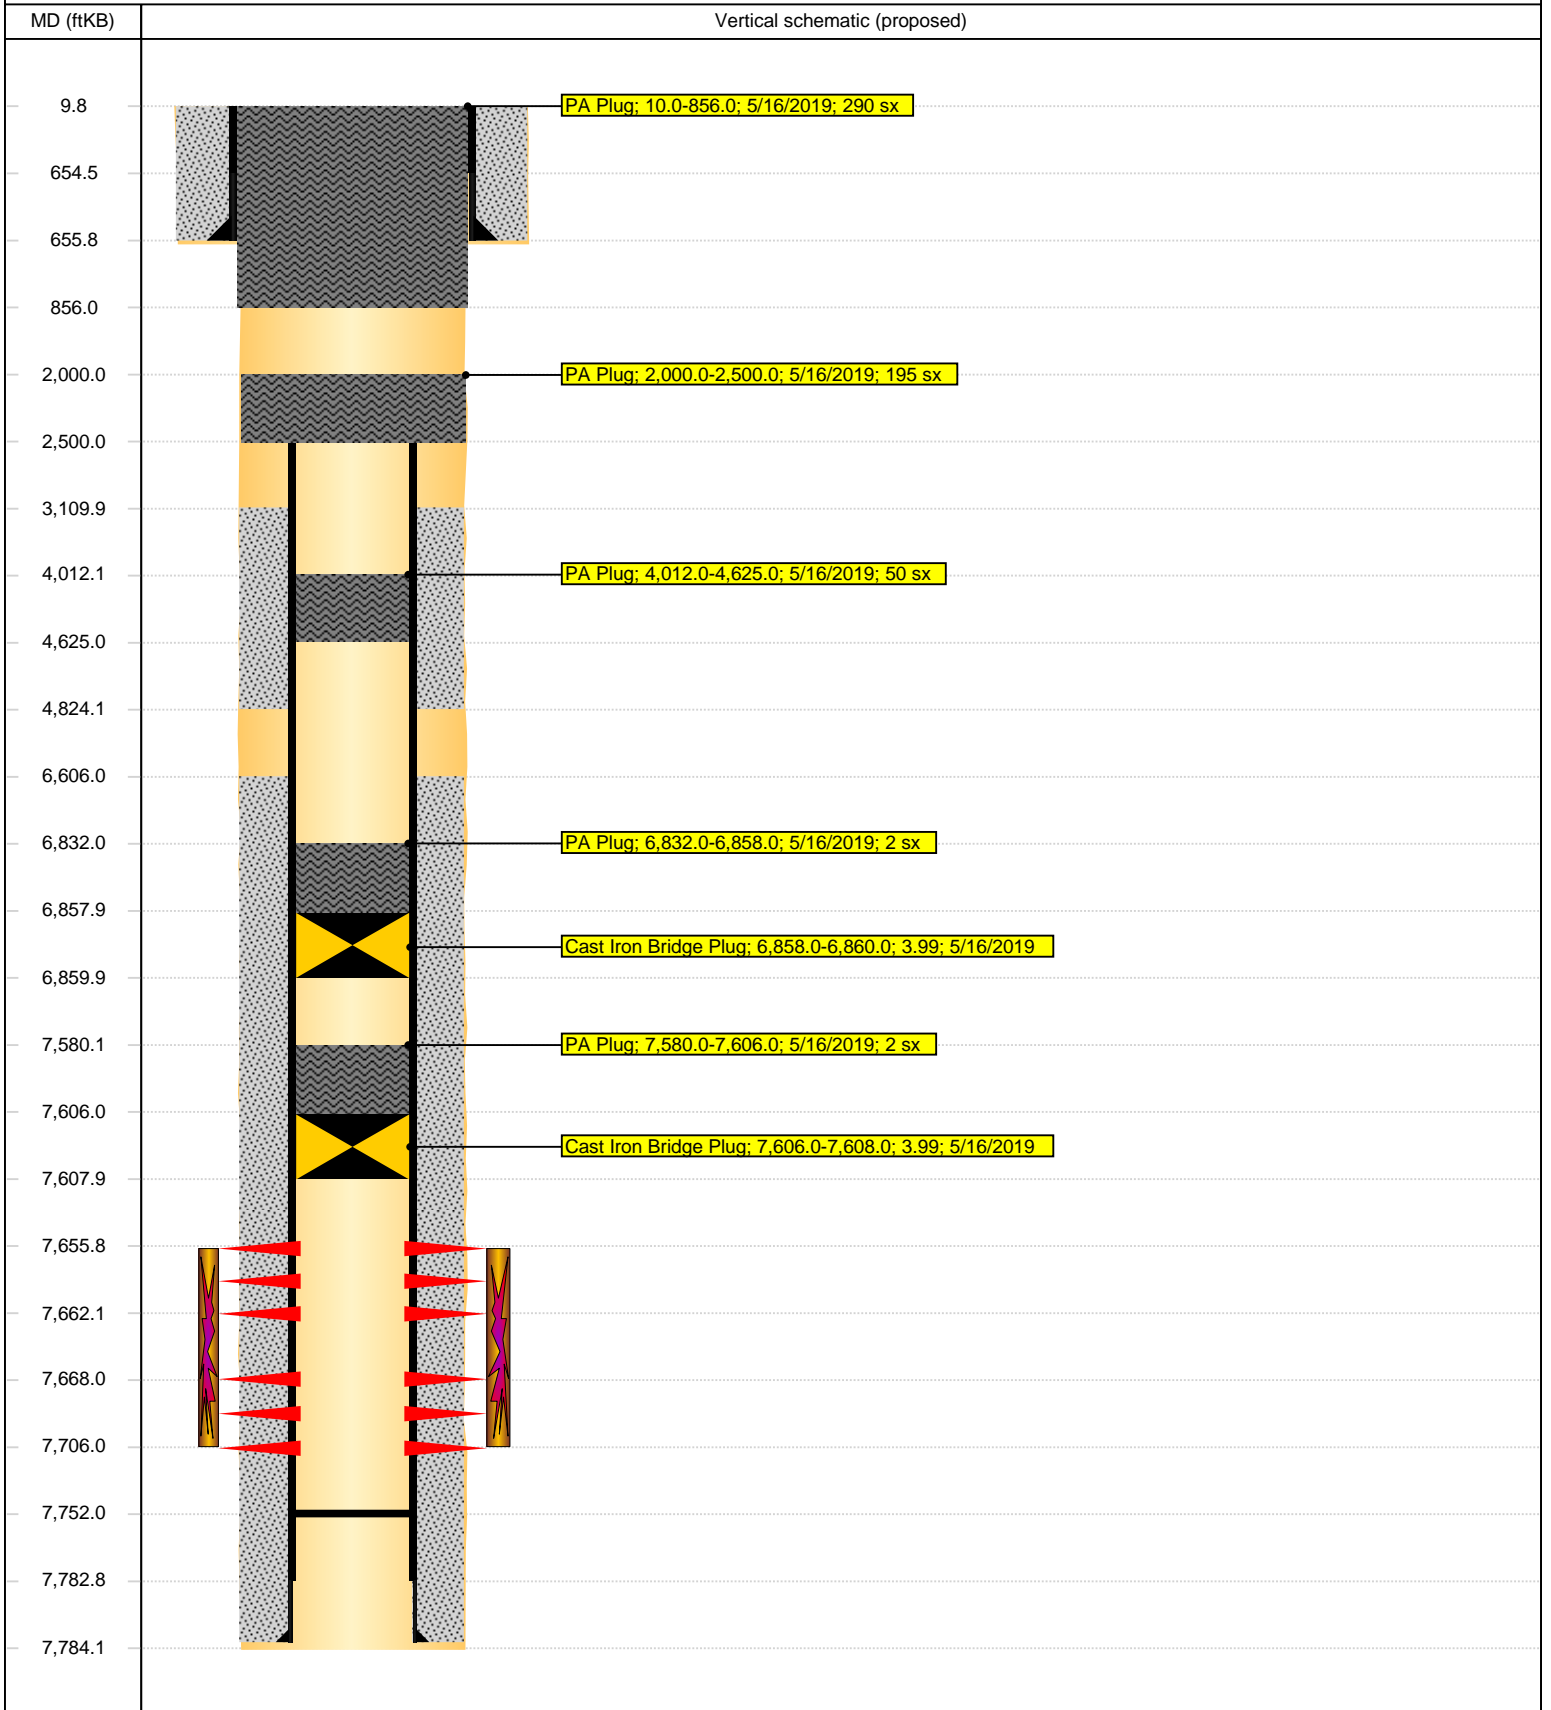 MD (ftKB)
Vertical schematic (proposed)
9.8
PA Plug; 10.0-856.0; 5/16/2019; 290 sx
654.5
655.8
856.0
2,000.0
PA Plug; 2,000.0-2,500.0; 5/16/2019; 195 sx
2,500.0
3,109.9
4,012.1
PA Plug; 4,012.0-4,625.0; 5/16/2019; 50 sx
4,625.0
4,824.1
6,606.0
6,832.0
PA Plug; 6,832.0-6,858.0; 5/16/2019; 2 sx
6,857.9
Cast Iron Bridge Plug; 6,858.0-6,860.0; 3.99; 5/16/2019
6,859.9
7,580.1
PA Plug; 7,580.0-7,606.0; 5/16/2019; 2 sx
7,606.0
Cast Iron Bridge Plug; 7,606.0-7,608.0; 3.99; 5/16/2019
7,607.9
7,655.8
7,662.1
7,668.0
7,706.0
7,752.0
7,782.8
7,784.1